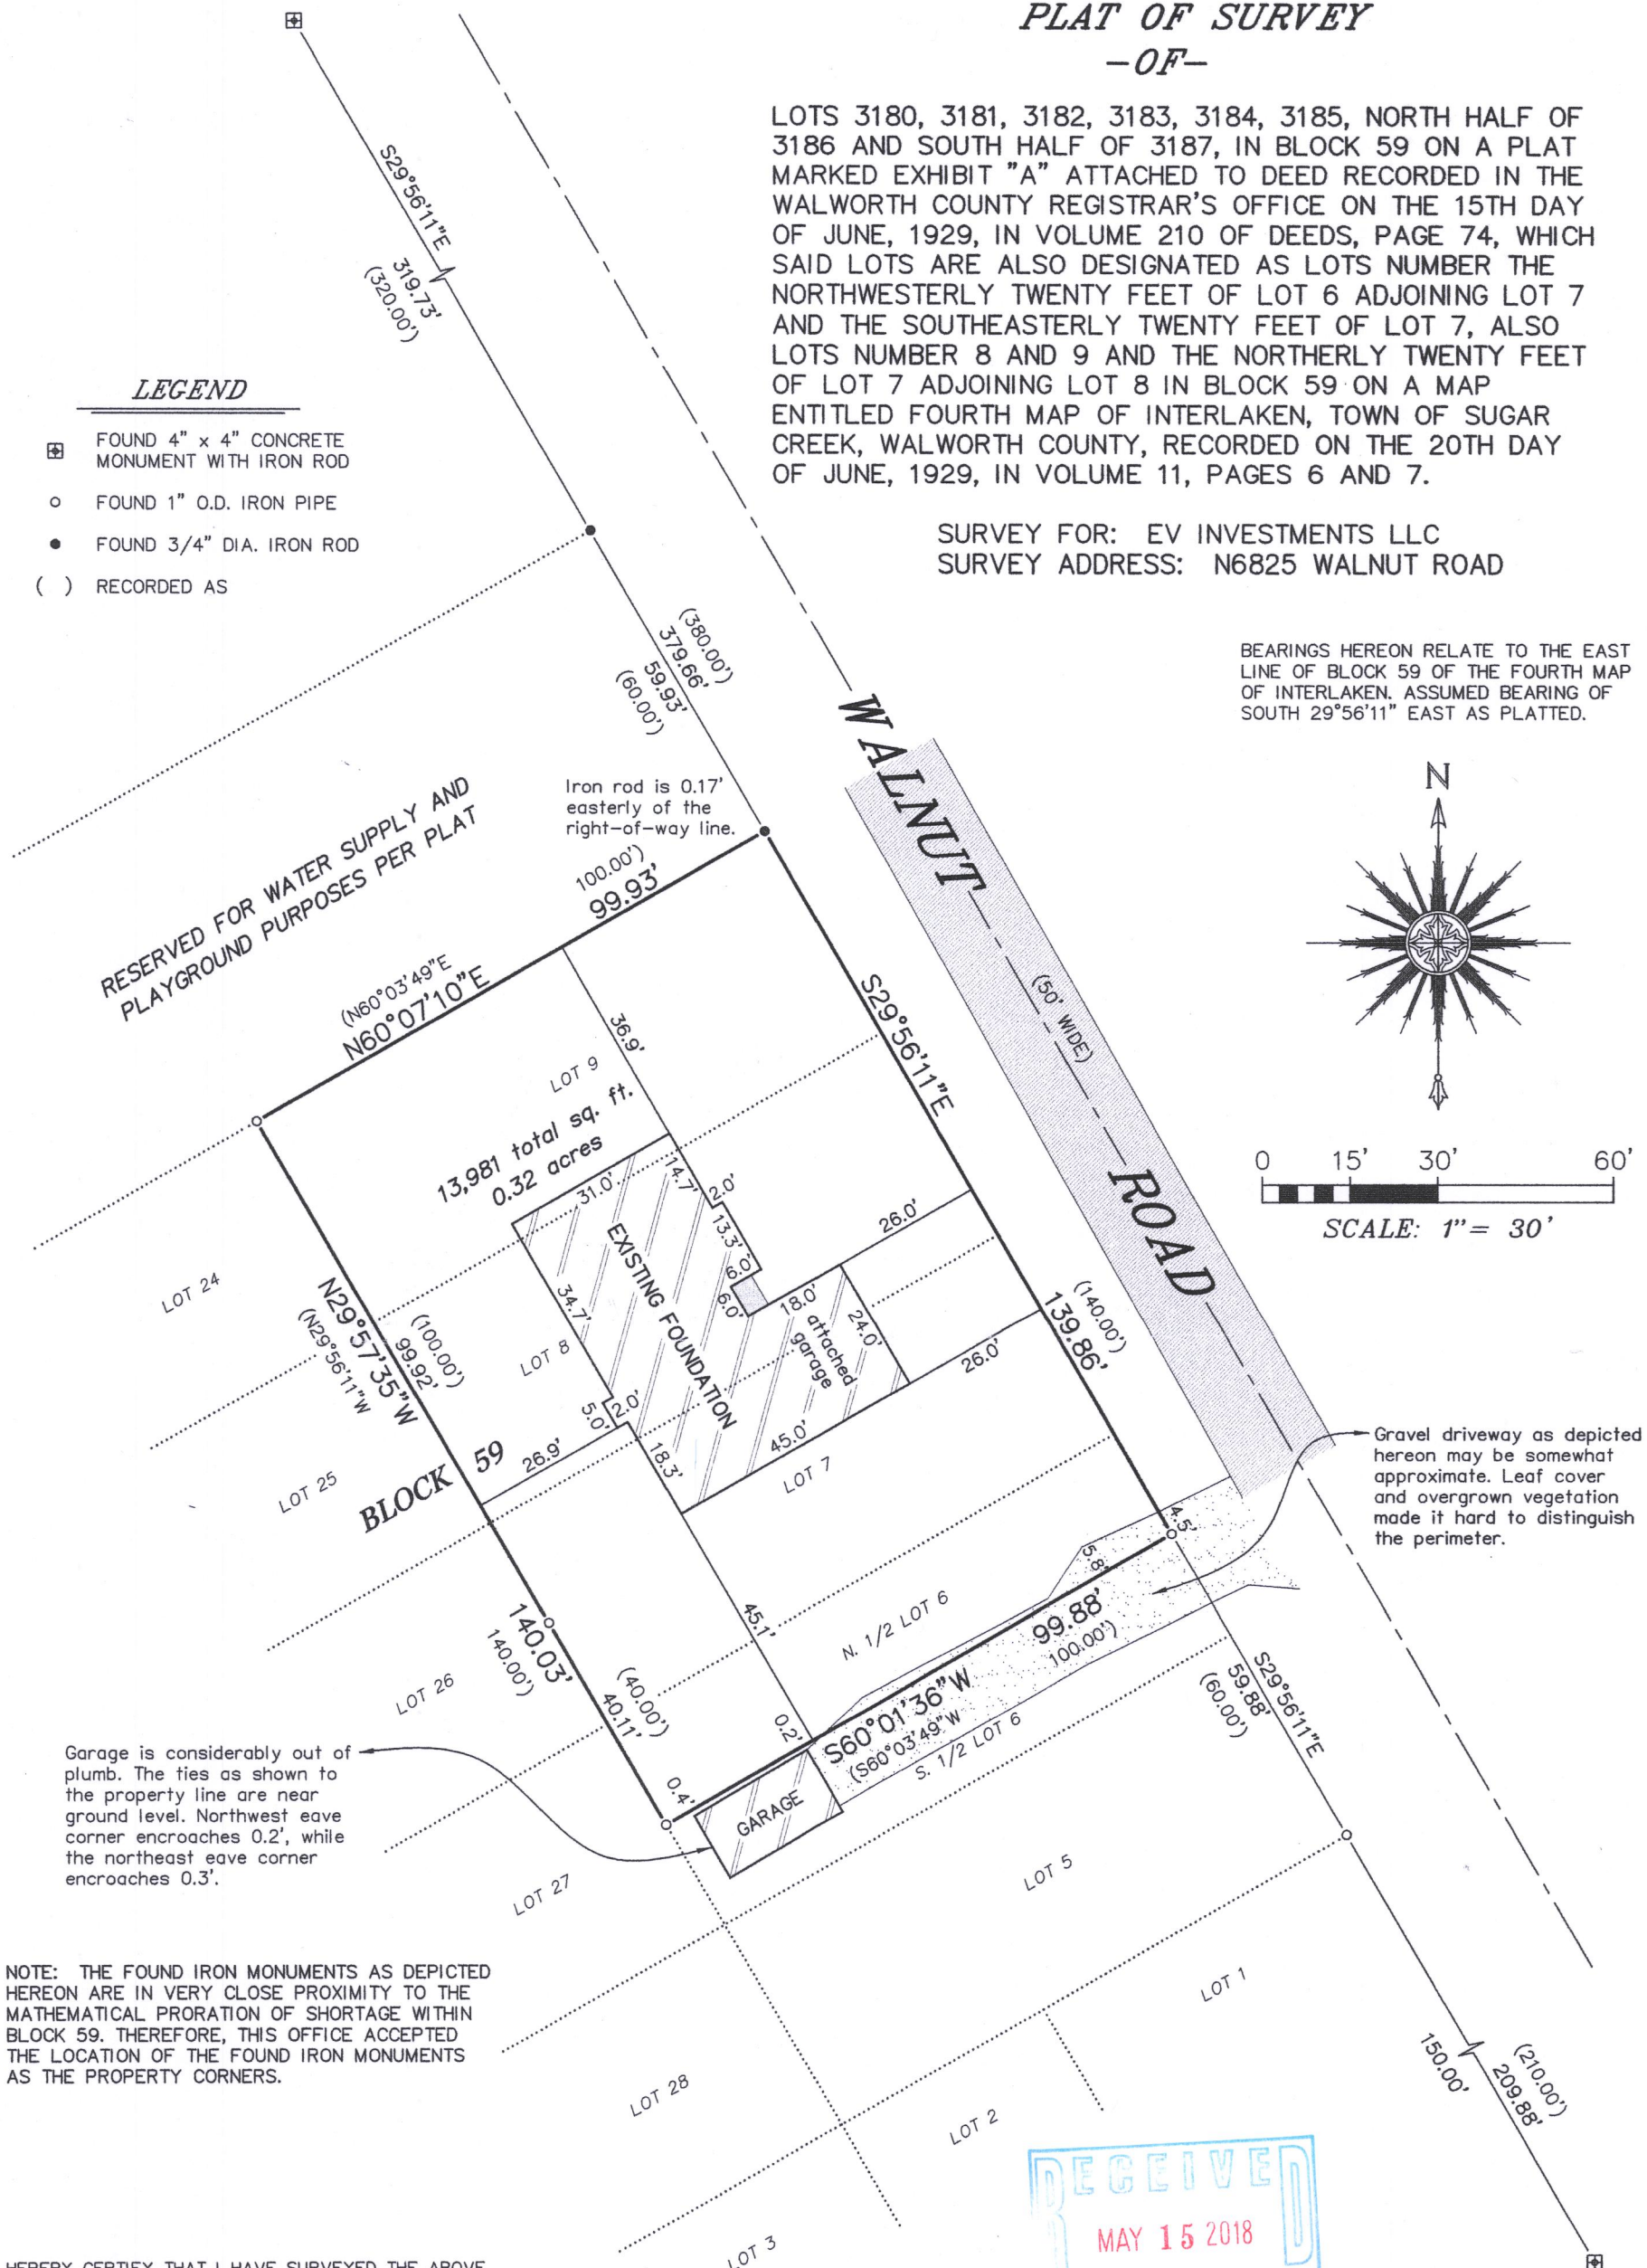 PLAT OF SURVEY
-OF-
LOTS 3180, 3181, 3182, 3183, 3184, 3185, NORTH HALF OF
3186 AND SOUTH HALF OF 3187, IN BLOCK 59 ON A PLAT
MARKED EXHIBIT "A" ATTACHED TO DEED RECORDED IN THE
WALWORTH COUNTY REGISTRAR'S OFFICE ON THE 15TH DAY
OF JUNE, 1929, IN VOLUME 210 OF DEEDS, PAGE 74, WHICH
SAID LOTS ARE ALSO DESIGNATED AS LOTS NUMBER THE
NORTHWESTERLY TWENTY FEET OF LOT 6 ADJOINING LOT 7
AND THE SOUTHEASTERLY TWENTY FEET OF LOT 7, ALSO
LOTS NUMBER 8 AND 9 AND THE NORTHERLY TWENTY FEET
OF LOT 7 ADJOINING LOT 8 IN BLOCK 59 ON A MAP
ENTITLED FOURTH MAP OF INTERLAKEN, TOWN OF SUGAR
CREEK, WALWORTH COUNTY, RECORDED ON THE 20TH DAY
OF JUNE, 1929, IN VOLUME 11, PAGES 6 AND 7.
SURVEY FOR: EV INVESTMENTS LLC
SURVEY ADDRESS: N6825 WALNUT ROAD
S29°56'11"E
319.73'
(320.00')
LEGEND
FOUND 4" x 4" CONCRETE
MONUMENT WITH IRON ROD
FOUND 1" O.D. IRON PIPE
FOUND 3/4" DIA. IRON ROD
( ) RECORDED AS
BEARINGS HEREON RELATE TO THE EAST
LINE OF BLOCK 59 OF THE FOURTH MAP
OF INTERLAKEN. ASSUMED BEARING OF
SOUTH 29°56'11" EAST AS PLATTED.
(380.00')
379.66'
59.93'
(60.00')
N
0 15' 30' 60'
SCALE: 1"= 30'
WALNUT
(50' WIDE)
ROAD
Iron rod is 0.17'
easterly of the
right-of-way line.
RESERVED FOR WATER SUPPLY AND
PLAYGROUND PURPOSES PER PLAT
100.00')
99.93'
(N60°03'49"E
N60°07'10"E
S29°56'11"E
36.9'
LOT 9
13,981 total sq. ft.
0.32 acres
31.0'
14.7'
2.0'
13.3'
6.0'
6.0'
26.0'
18.0'
24.0'
attached
garage
26.0'
EXISTING FOUNDATION
34.7'
LOT 8
2.0'
5.0'
18.3'
45.0'
LOT 7
26.9'
(140.00')
139.86'
LOT 24
N29°57'35"W
(N29°56'11"W
(100.00')
99.92'
LOT 25
BLOCK 59
Gravel driveway as depicted
hereon may be somewhat
approximate. Leaf cover
and overgrown vegetation
made it hard to distinguish
the perimeter.
4.5'
5.8'
45.1'
N. 1/2 LOT 6
99.88'
100.00')
S60°01'36"W
(S60°03'49"W
S. 1/2 LOT 6
140.03'
140.00')
(40.00')
40.11'
LOT 26
0.2'
0.4'
GARAGE
S29°56'11"E
59.88'
(60.00')
Garage is considerably out of
plumb. The ties as shown to
the property line are near
ground level. Northwest eave
corner encroaches 0.2', while
the northeast eave corner
encroaches 0.3'.
LOT 27
LOT 5
LOT 1
NOTE: THE FOUND IRON MONUMENTS AS DEPICTED
HEREON ARE IN VERY CLOSE PROXIMITY TO THE
MATHEMATICAL PRORATION OF SHORTAGE WITHIN
BLOCK 59. THEREFORE, THIS OFFICE ACCEPTED
THE LOCATION OF THE FOUND IRON MONUMENTS
AS THE PROPERTY CORNERS.
LOT 28
LOT 2
150.00'
(210.00')
209.88'
RECEIVED
MAY 15 2018
LOT 3
HEREBY CERTIFY THAT I HAVE SURVEYED THE ABOVE